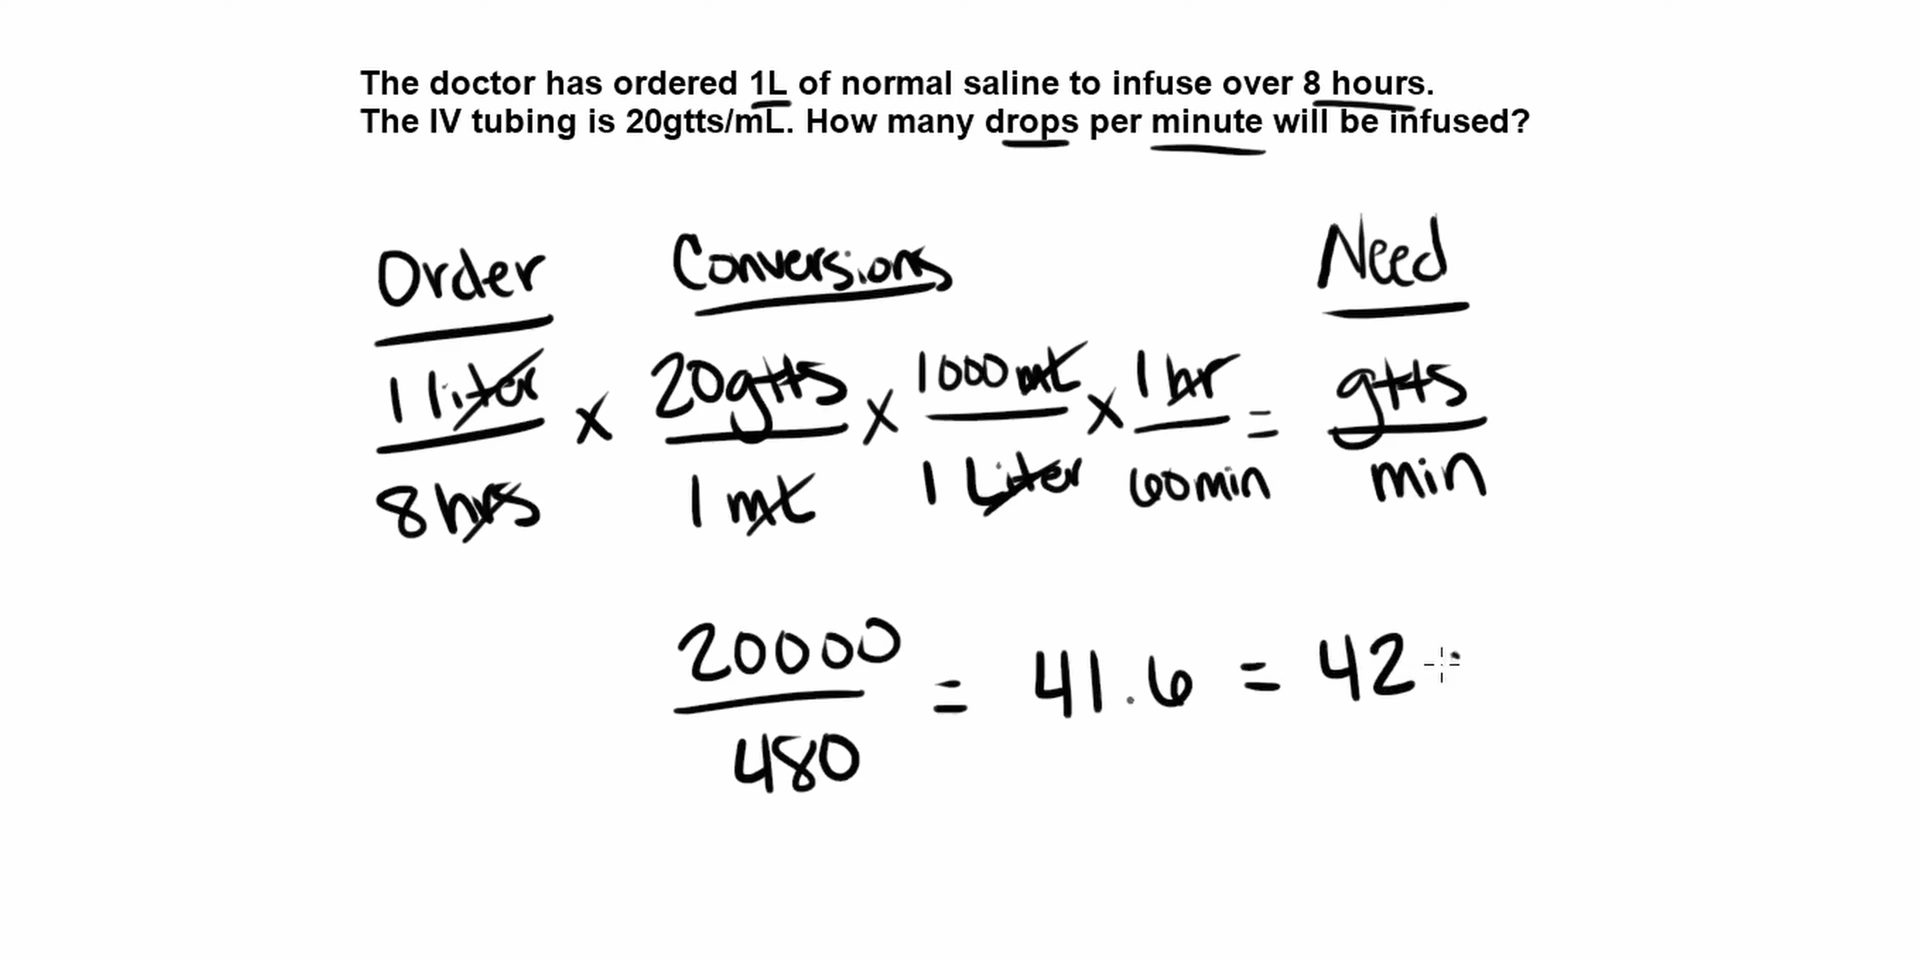 The doctor has ordered 1L of normal saline to infuse over 8 hours.
The IV tubing is 20gtts/mL. How many drops per minute will be infused?
Order Conversions Need
1 liter / 8 hrs x 20gtts / 1 mL x 1000 mL / 1 Liter x 1 hr / 60 min = gtts / min
20000 / 480 = 41.6 = 42